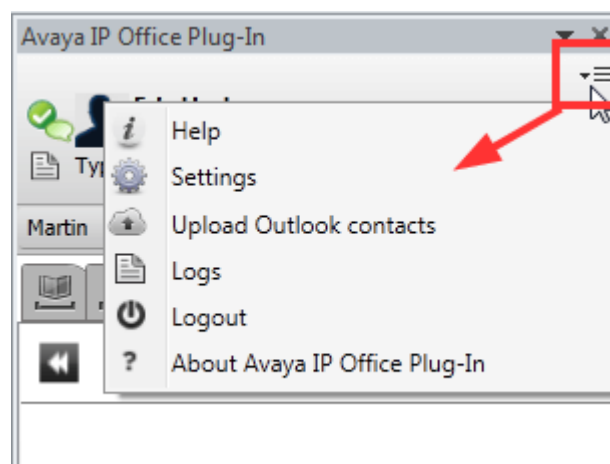 Avaya IP Office Plug-In
Help
Settings
Upload Outlook contacts
Martin
Logs
Logout
About Avaya IP Office Plug-In